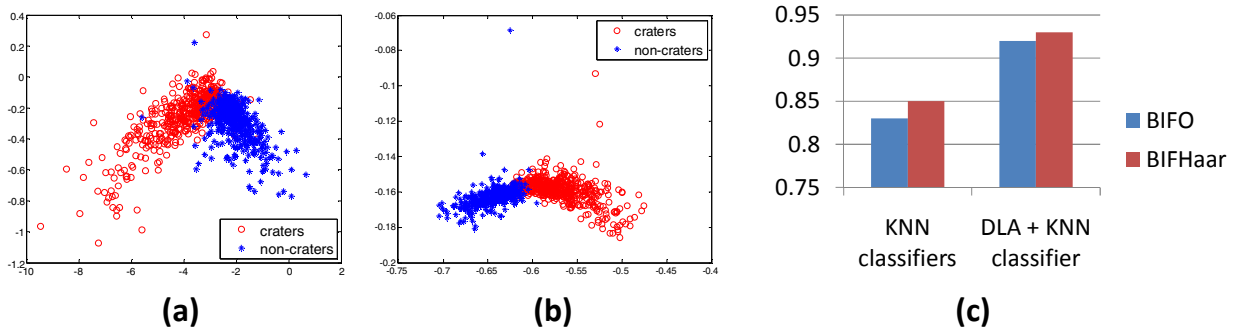 0.4
0.2
0
-0.2
-0.4
-0.6
-0.8
-1
-1.2
-10 -8 -6 -4 -2 0 2
craters
non-craters
(a)
-0.06
-0.08
-0.1
-0.12
-0.14
-0.16
-0.18
-0.2
-0.75 -0.7 -0.65 -0.6 -0.55 -0.5 -0.45 -0.4
craters
non-craters
(b)
0.95
0.9
0.85
0.8
0.75
KNN classifiers
DLA + KNN classifier
BIFO
BIFHaar
(c)